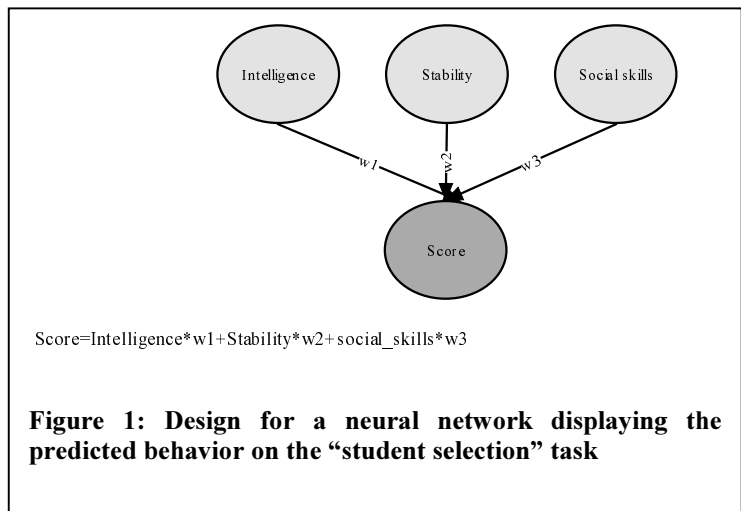 Intelligence
Stability
Social skills
w1
w2
w3
Score
Score=Intelligence*w1+Stability*w2+social_skills*w3
Figure 1: Design for a neural network displaying the
predicted behavior on the “student selection” task